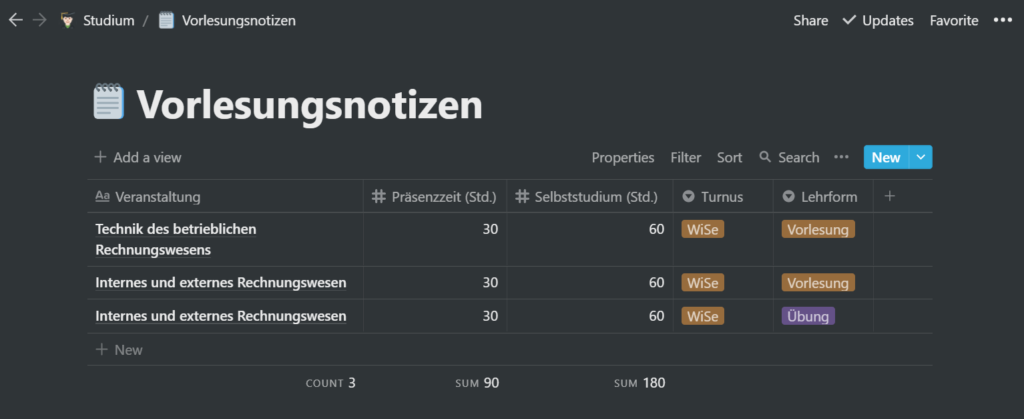 Studium / Vorlesungsnotizen Share Updates Favorite
Vorlesungsnotizen
Add a view Properties Filter Sort Search New
Aa Veranstaltung # Präsenzzeit (Std.) # Selbststudium (Std.) Turnus Lehrform
Technik des betrieblichen 30 60 WiSe Vorlesung
Rechnungswesens
Internes und externes Rechnungswesen 30 60 WiSe Vorlesung
Internes und externes Rechnungswesen 30 60 WiSe Übung
New
COUNT 3 SUM 90 SUM 180